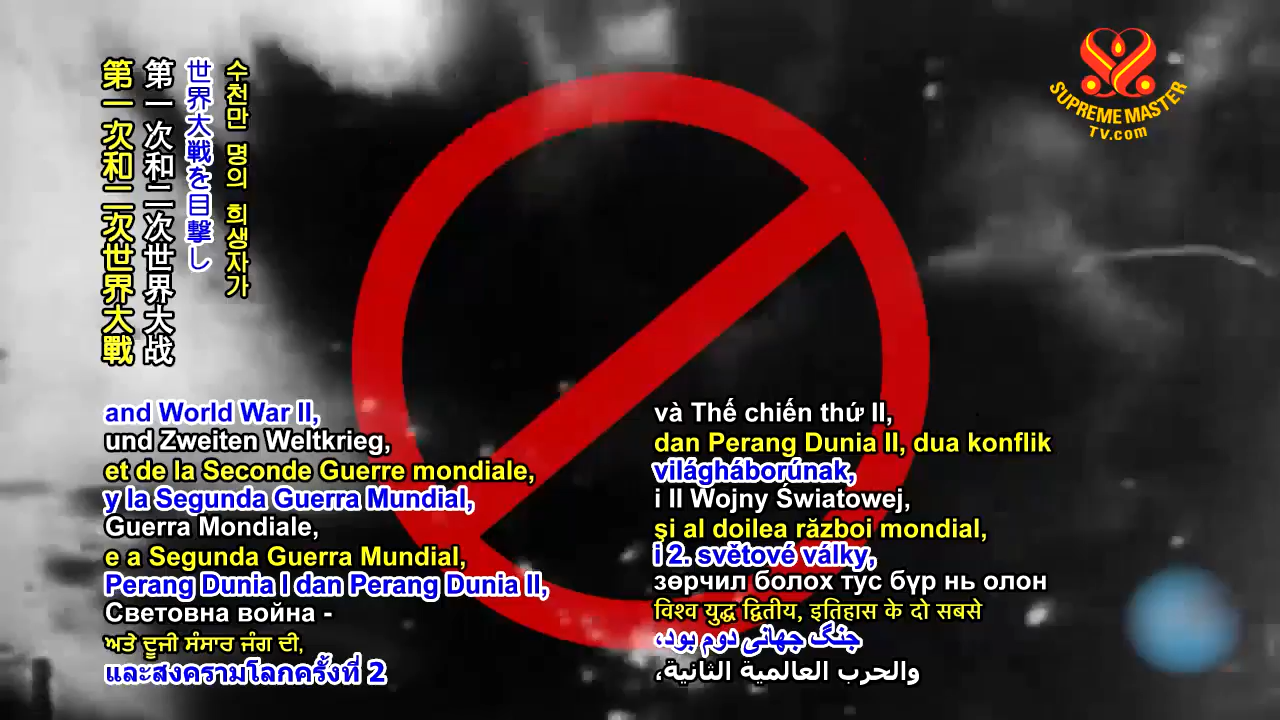 第一次和二次世界大戰
第一次和二次世界大战
世界大戦を目撃し
수천만 명의 희생자가
SUPREME MASTER
TV.com
and World War II,
und Zweiten Weltkrieg,
et de la Seconde Guerre mondiale,
y la Segunda Guerra Mundial,
Guerra Mondiale,
e a Segunda Guerra Mundial,
Perang Dunia I dan Perang Dunia II,
Световна война -
ਅਤੇ ਦੂਜੀ ਸੰਸਾਰ ਜੰਗ ਦੀ,
และสงครามโลกครั้งที่ 2
và Thế chiến thứ II,
dan Perang Dunia II, dua konflik
világháborúnak,
i II Wojny Światowej,
şi al doilea război mondial,
i 2. světové války,
зөрчил болох тус бүр нь олон
विश्व युद्ध द्वितीय, इतिहास के दो सबसे
جنگ جهانی دوم بود،
والحرب العالمية الثانية،